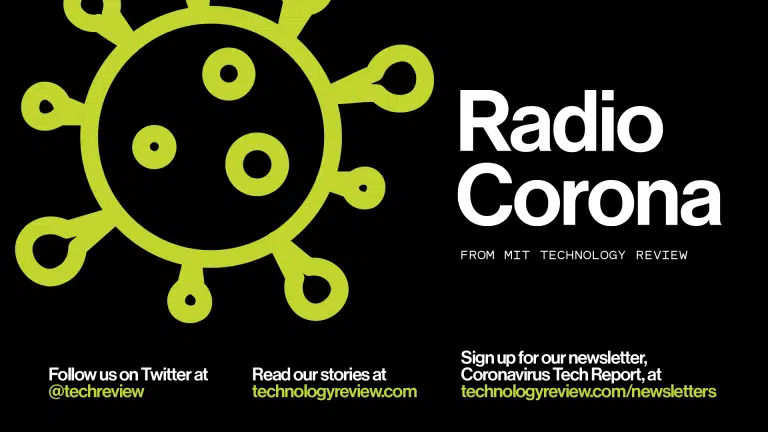 Radio
Corona
FROM MIT TECHNOLOGY REVIEW
Follow us on Twitter at
@techreview
Read our stories at
technologyreview.com
Sign up for our newsletter,
Coronavirus Tech Report, at
technologyreview.com/newsletters